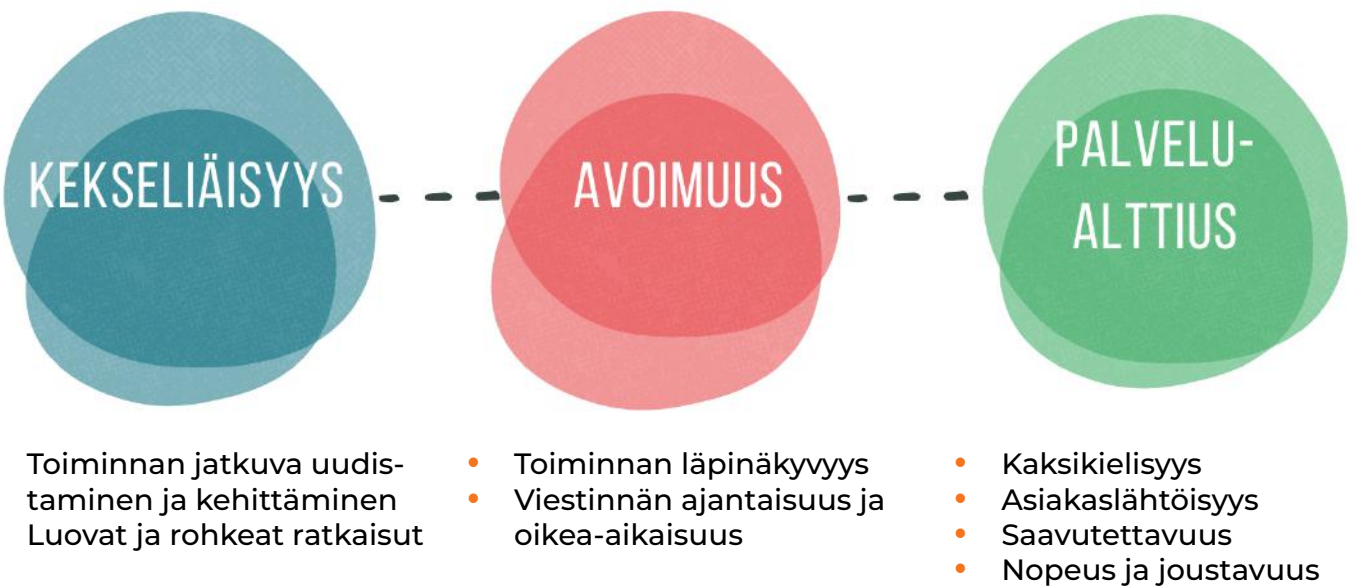 KEKSELIÄISYYS
AVOIMUUS
PALVELU-
ALTTIUS
Toiminnan jatkuva uudis-
taminen ja kehittäminen
Luovat ja rohkeat ratkaisut
• Toiminnan läpinäkyvyys
• Viestinnän ajantaisuus ja
oikea-aikaisuus
• Kaksikielisyys
• Asiakaslähtöisyys
• Saavutettavuus
• Nopeus ja joustavuus